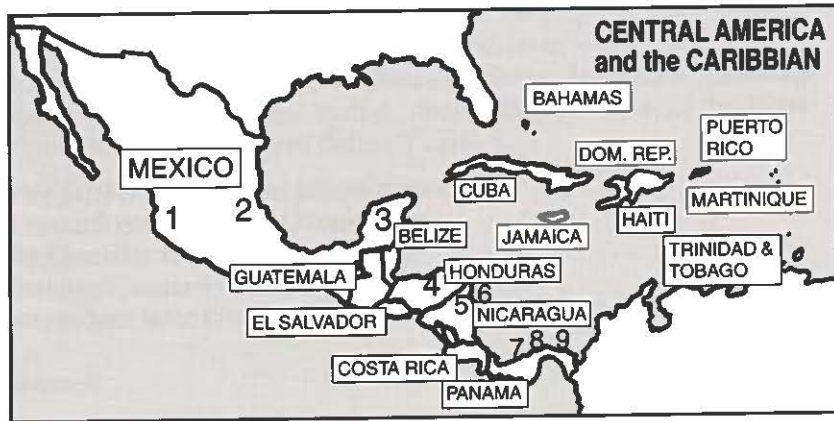 CENTRAL AMERICA
and the CARIBBIAN
BAHAMAS
PUERTO
RICO
DOM. REP.
MEXICO
CUBA
MARTINIQUE
HAITI
1
2
3
JAMAICA
BELIZE
TRINIDAD &
TOBAGO
GUATEMALA
HONDURAS
4
6
EL SALVADOR
5
NICARAGUA
7
8
9
COSTA RICA
PANAMA